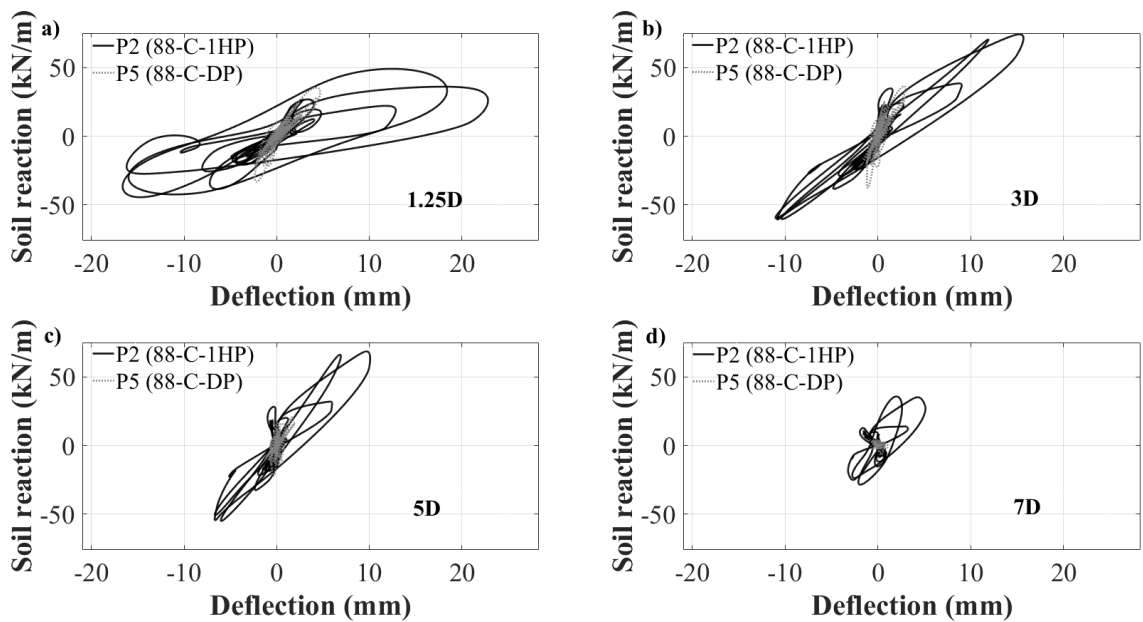 a)
P2 (88-C-1HP)
P5 (88-C-DP)
50
0
-50
-20
-10
0
10
20
Soil reaction (kN/m)
Deflection (mm)
1.25D
b)
P2 (88-C-1HP)
P5 (88-C-DP)
50
0
-50
-20
-10
0
10
20
Soil reaction (kN/m)
Deflection (mm)
3D
c)
P2 (88-C-1HP)
P5 (88-C-DP)
50
0
-50
-20
-10
0
10
20
Soil reaction (kN/m)
Deflection (mm)
5D
d)
P2 (88-C-1HP)
P5 (88-C-DP)
50
0
-50
-20
-10
0
10
20
Soil reaction (kN/m)
Deflection (mm)
7D